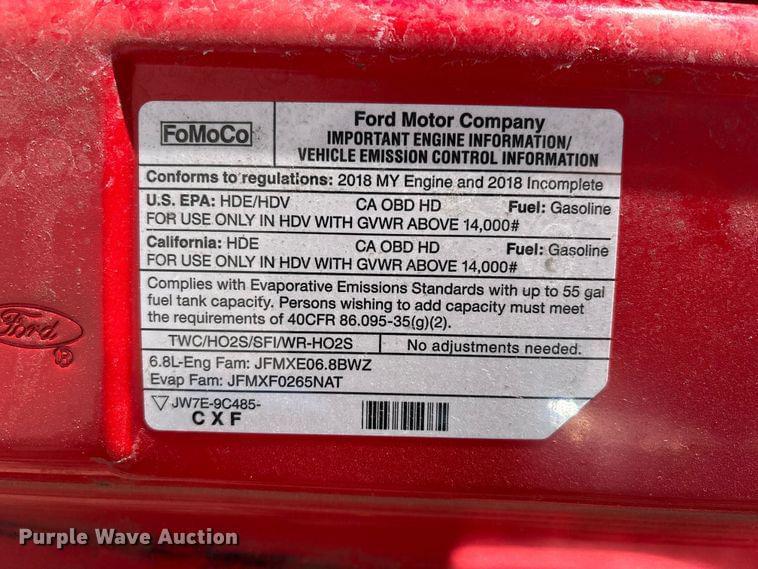 FoMoCo
Ford Motor Company
IMPORTANT ENGINE INFORMATION/
VEHICLE EMISSION CONTROL INFORMATION
Conforms to regulations: 2018 MY Engine and 2018 Incomplete
U.S. EPA: HDE/HDV CA OBD HD Fuel: Gasoline
FOR USE ONLY IN HDV WITH GVWR ABOVE 14,000#
California: HDE CA OBD HD Fuel: Gasoline
FOR USE ONLY IN HDV WITH GVWR ABOVE 14,000#
Complies with Evaporative Emissions Standards with up to 55 gal
fuel tank capacity. Persons wishing to add capacity must meet
the requirements of 40CFR 86.095-35(g)(2).
TWC/HO2S/SFI/WR-HO2S No adjustments needed.
6.8L-Eng Fam: JFMXE06.8BWZ
Evap Fam: JFMXF0265NAT
JW7E-9C485-
CXF
Ford
®
Purple Wave Auction